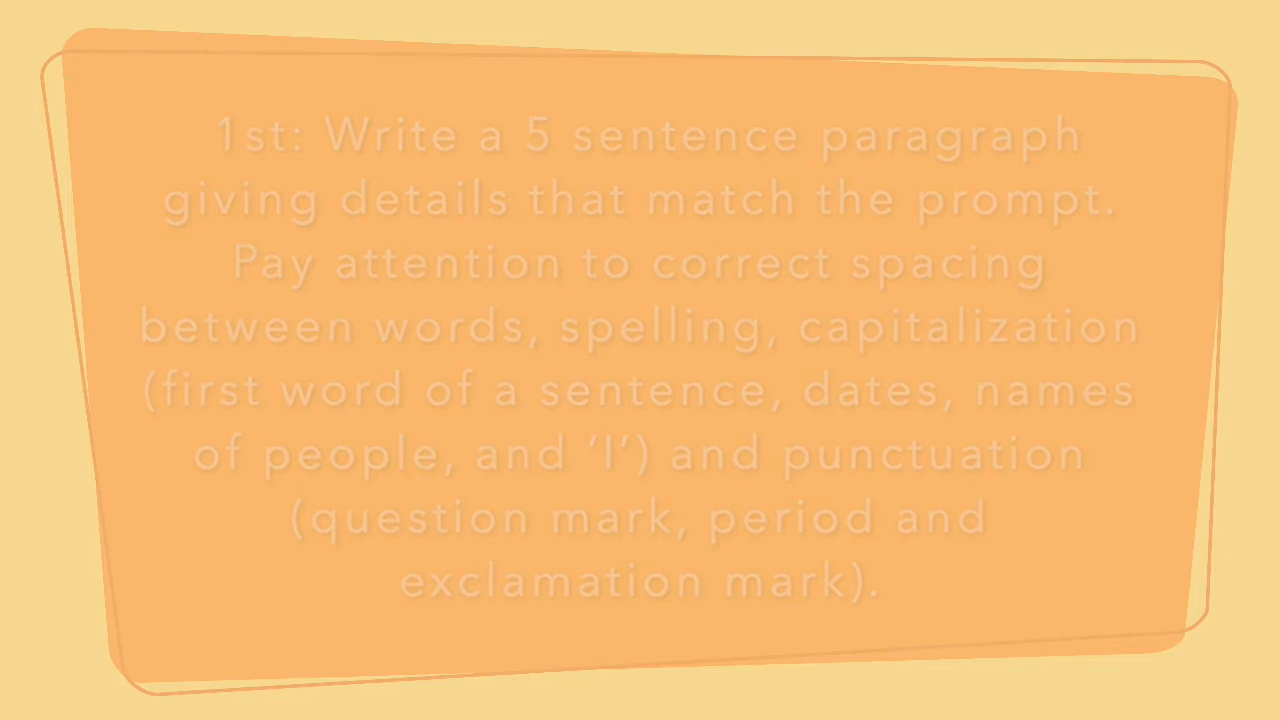 1st: Write a 5 sentence paragraph
giving details that match the prompt.
Pay attention to correct spacing
between words, spelling, capitalization
(first word of a sentence, dates, names
of people, and ‘I’) and punctuation
(question mark, period and
exclamation mark).